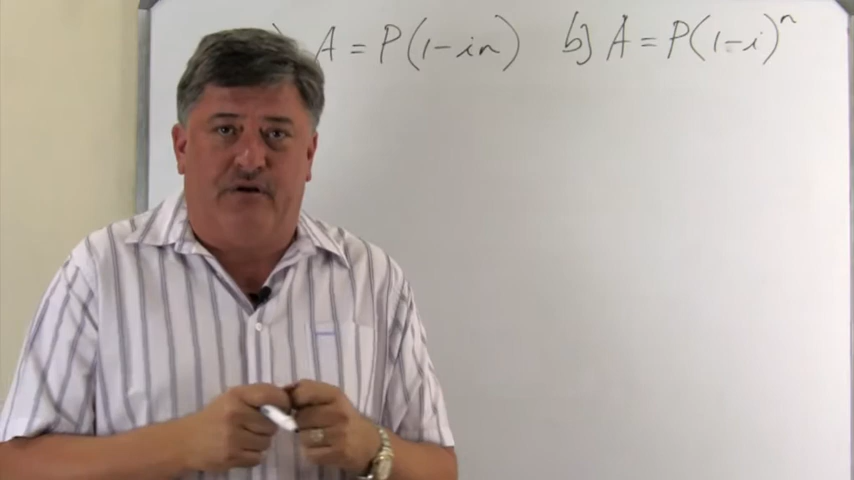 ) A = P(1-in) b) A = P(1-i)ⁿ